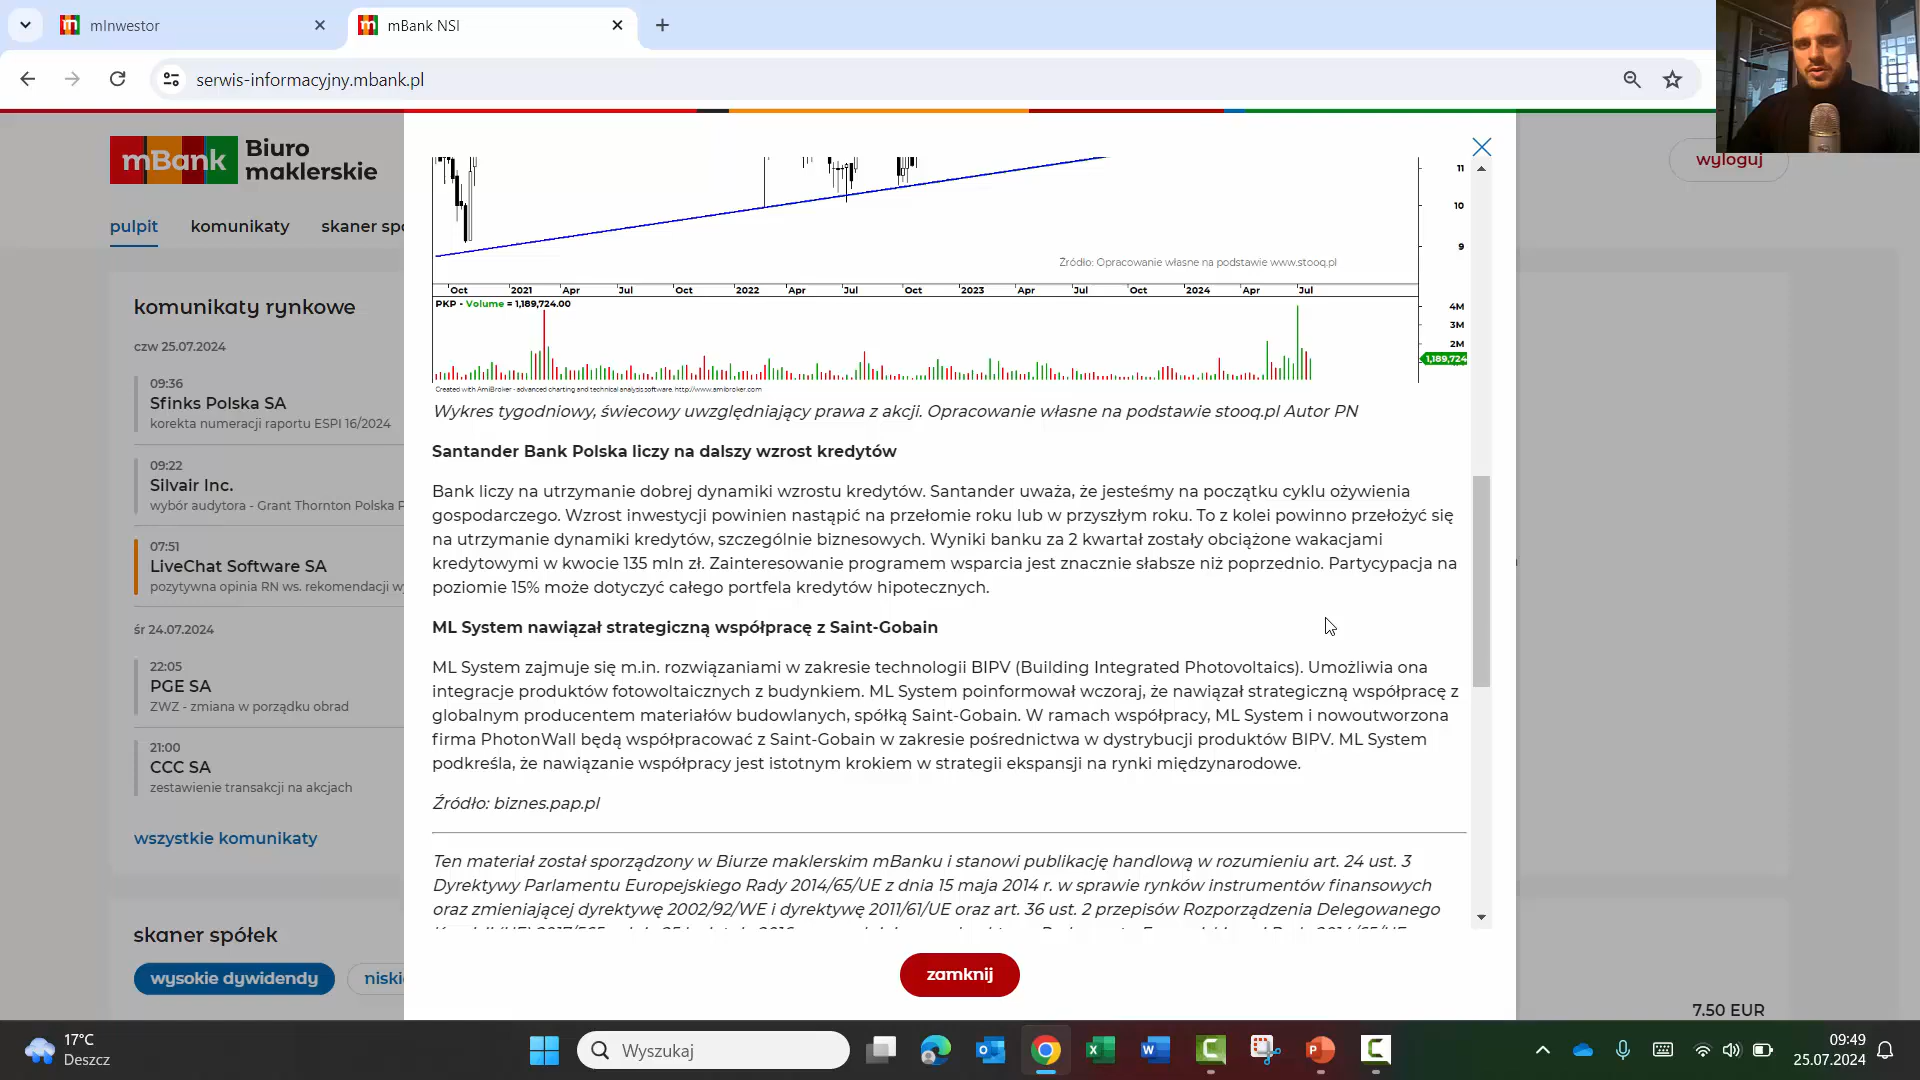 mInwestor
mBank NSI
serwis-informacyjny.mbank.pl
mBank Biuro maklerskie
wyloguj
pulpit komunikaty skaner spo
komunikaty rynkowe
czw 25.07.2024
09:36
Sfinks Polska SA
korekta numeracji raportu ESPI 16/2024
09:22
Silvair Inc.
wybór audytora - Grant Thornton Polska P
07:51
LiveChat Software SA
pozytywna opinia RN ws. rekomendacji w
śr 24.07.2024
22:05
PGE SA
ZWZ - zmiana w porządku obrad
21:00
CCC SA
zestawienie transakcji na akcjach
wszystkie komunikaty
skaner spółek
wysokie dywidendy niski
11
10
9
Źródło: Opracowanie własne na podstawie www.stooq.pl
Oct 2021 Apr Jul Oct 2022 Apr Jul Oct 2023 Apr Jul Oct 2024 Apr Jul
PKP - Volume = 1,189,724.00
4M
3M
2M
1,189,724
Created with AmiBroker - advanced charting and technical analysis software. http://www.amibroker.com
Wykres tygodniowy, świecowy uwzględniający prawa z akcji. Opracowanie własne na podstawie stooq.pl Autor PN
Santander Bank Polska liczy na dalszy wzrost kredytów
Bank liczy na utrzymanie dobrej dynamiki wzrostu kredytów. Santander uważa, że jesteśmy na początku cyklu ożywienia
gospodarczego. Wzrost inwestycji powinien nastąpić na przełomie roku lub w przyszłym roku. To z kolei powinno przełożyć się
na utrzymanie dynamiki kredytów, szczególnie biznesowych. Wyniki banku za 2 kwartał zostały obciążone wakacjami
kredytowymi w kwocie 135 mln zł. Zainteresowanie programem wsparcia jest znacznie słabsze niż poprzednio. Partycypacja na
poziomie 15% może dotyczyć całego portfela kredytów hipotecznych.
ML System nawiązał strategiczną współpracę z Saint-Gobain
ML System zajmuje się m.in. rozwiązaniami w zakresie technologii BIPV (Building Integrated Photovoltaics). Umożliwia ona
integracje produktów fotowoltaicznych z budynkiem. ML System poinformował wczoraj, że nawiązał strategiczną współpracę z
globalnym producentem materiałów budowlanych, spółką Saint-Gobain. W ramach współpracy, ML System i nowoutworzona
firma PhotonWall będą współpracować z Saint-Gobain w zakresie pośrednictwa w dystrybucji produktów BIPV. ML System
podkreśla, że nawiązanie współpracy jest istotnym krokiem w strategii ekspansji na rynki międzynarodowe.
Źródło: biznes.pap.pl
Ten materiał został sporządzony w Biurze maklerskim mBanku i stanowi publikację handlową w rozumieniu art. 24 ust. 3
Dyrektywy Parlamentu Europejskiego Rady 2014/65/UE z dnia 15 maja 2014 r. w sprawie rynków instrumentów finansowych
oraz zmieniającej dyrektywę 2002/92/WE i dyrektywę 2011/61/UE oraz art. 36 ust. 2 przepisów Rozporządzenia Delegowanego
zamknij
7.50 EUR
17°C
Deszcz
Wyszukaj
09:49
25.07.2024